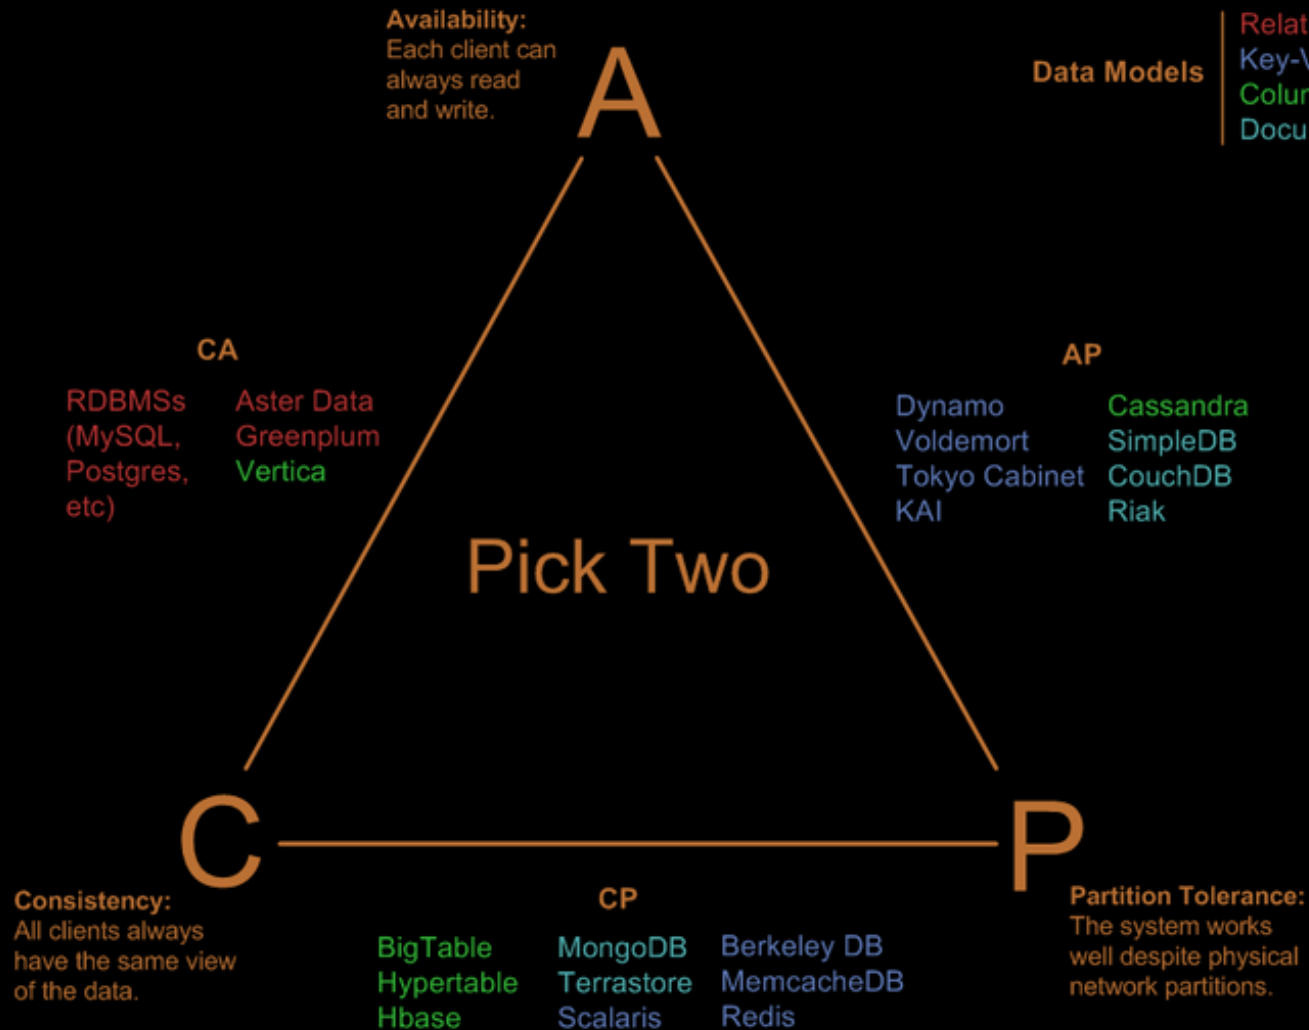 Availability:
Each client can
always read
and write.
A
Data Models
CA
RDBMSs
(MySQL,
Postgres,
etc)
Aster Data
Greenplum
Vertica
AP
Dynamo
Voldemort
Tokyo Cabinet
KAI
Cassandra
SimpleDB
CouchDB
Riak
Pick Two
C
P
Consistency:
All clients always
have the same view
of the data.
CP
BigTable
Hypertable
Hbase
MongoDB
Terrastore
Scalaris
Berkeley DB
MemcacheDB
Redis
Partition Tolerance:
The system works
well despite physical
network partitions.